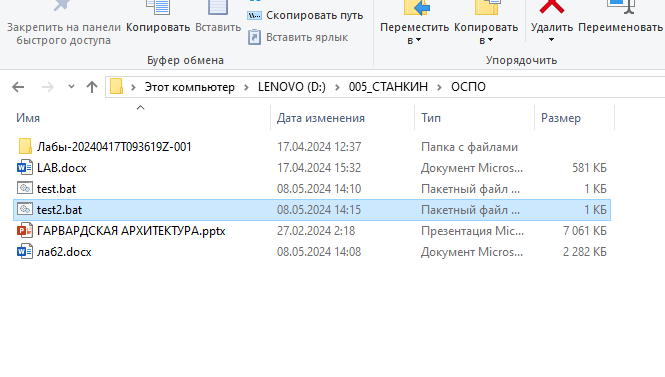 Закрепить на панели быстрого доступа
Копировать
Вставить
Скопировать путь
Вставить ярлык
Переместить в
Копировать в
Удалить
Переименовать
Буфер обмена
Упорядочить
Этот компьютер > LENOVO (D:) > 005_СТАНКИН > ОСПО
Имя Дата изменения Тип Размер
Лабы-20240417T093619Z-001 17.04.2024 12:37 Папка с файлами
LAB.docx 17.04.2024 15:32 Документ Micros... 581 КБ
test.bat 08.05.2024 14:10 Пакетный файл ... 1 КБ
test2.bat 08.05.2024 14:15 Пакетный файл ... 1 КБ
ГАРВАРДСКАЯ АРХИТЕКТУРА.pptx 27.02.2024 2:18 Презентация Mic... 7 061 КБ
лаб2.docx 08.05.2024 14:08 Документ Micros... 2 282 КБ